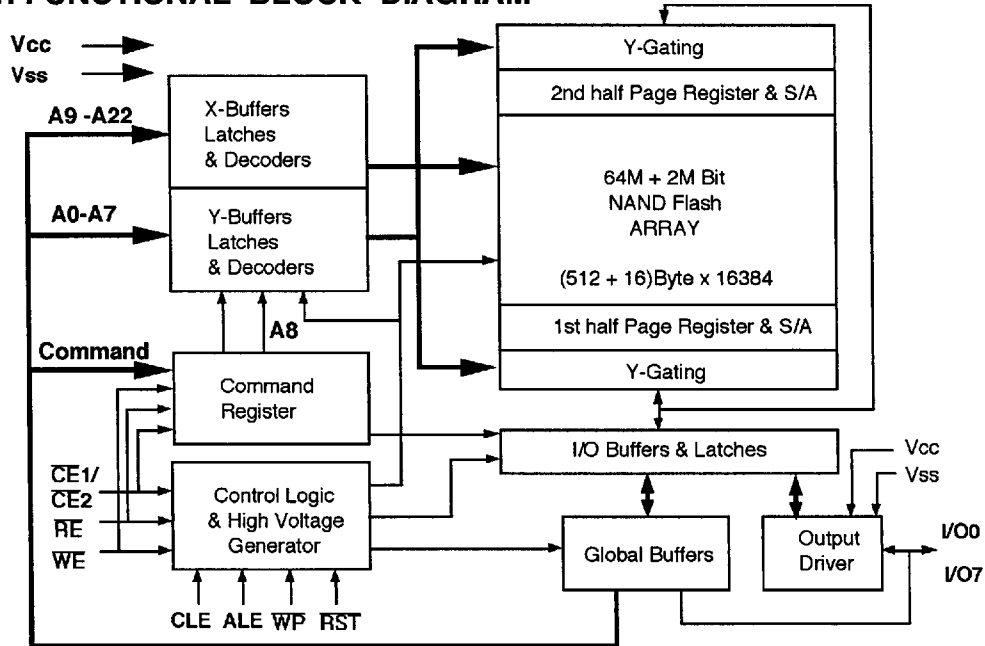 FUNCTIONAL BLOCK DIAGRAM
Vcc
Vss
A9 -A22
A0-A7
X-Buffers
Latches
& Decoders
Y-Buffers
Latches
& Decoders
A8
Command
Command
Register
CE1/
CE2
RE
WE
Control Logic
& High Voltage
Generator
CLE ALE WP RST
Y-Gating
2nd half Page Register & S/A
64M + 2M Bit
NAND Flash
ARRAY
(512 + 16)Byte x 16384
1st half Page Register & S/A
Y-Gating
I/O Buffers & Latches
Vcc
Vss
Global Buffers
Output
Driver
I/O0
I/O7